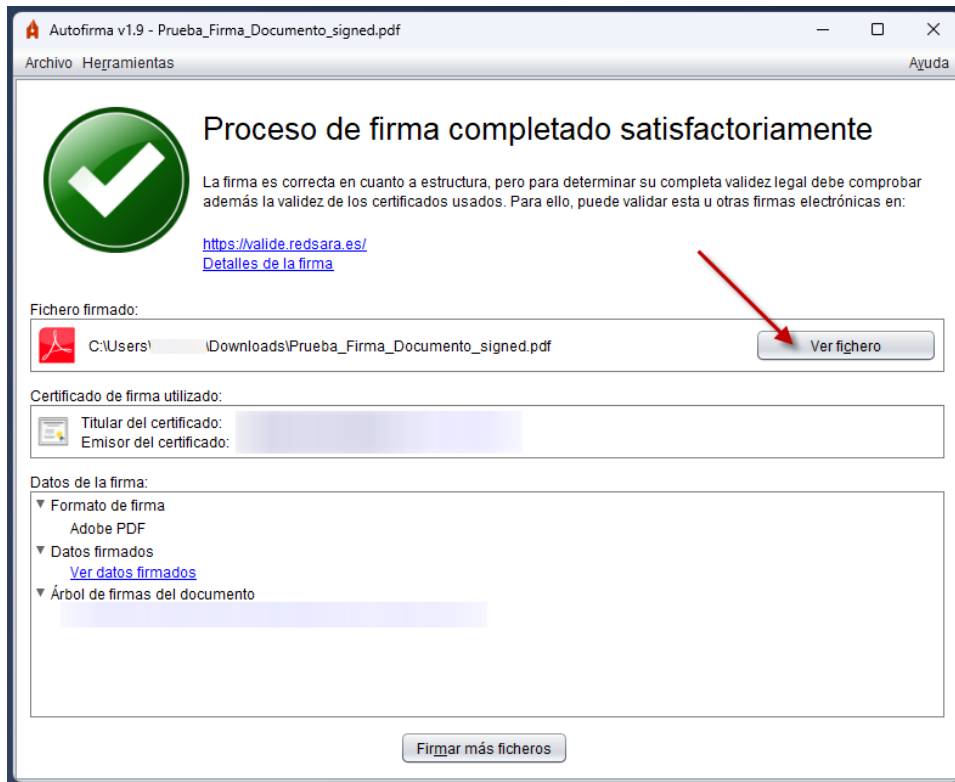 Autofirma v1.9 - Prueba_Firma_Documento_signed.pdf
Archivo Herramientas Ayuda
Proceso de firma completado satisfactoriamente
La firma es correcta en cuanto a estructura, pero para determinar su completa validez legal debe comprobar
además la validez de los certificados usados. Para ello, puede validar esta u otras firmas electrónicas en:
https://valide.redsara.es/
Detalles de la firma
Fichero firmado:
C:\Users\ \Downloads\Prueba_Firma_Documento_signed.pdf
Ver fichero
Certificado de firma utilizado:
Titular del certificado:
Emisor del certificado:
Datos de la firma:
Formato de firma
Adobe PDF
Datos firmados
Ver datos firmados
Árbol de firmas del documento
Firmar más ficheros